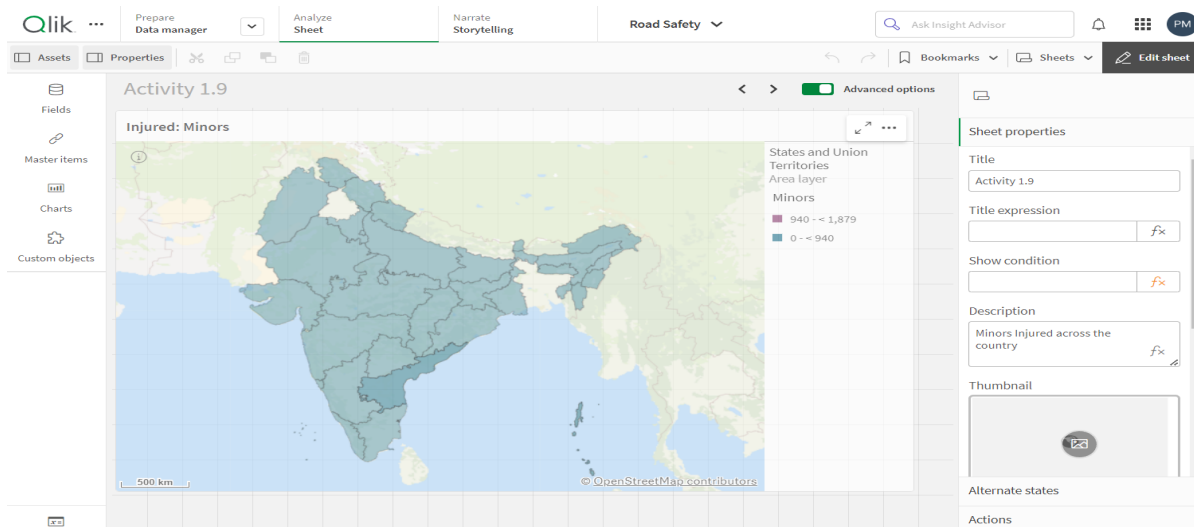 Qlik
Prepare
Data manager
Analyze
Sheet
Narrate
Storytelling
Road Safety
Ask Insight Advisor
PM
Assets
Properties
Bookmarks
Sheets
Edit sheet
Fields
Master items
Charts
Custom objects
Activity 1.9
Advanced options
Injured: Minors
States and Union
Territories
Area layer
Minors
940 - < 1,879
0 - < 940
500 km
© OpenStreetMap contributors
Sheet properties
Title
Activity 1.9
Title expression
fx
Show condition
fx
Description
Minors Injured across the
country
fx
Thumbnail
Alternate states
Actions